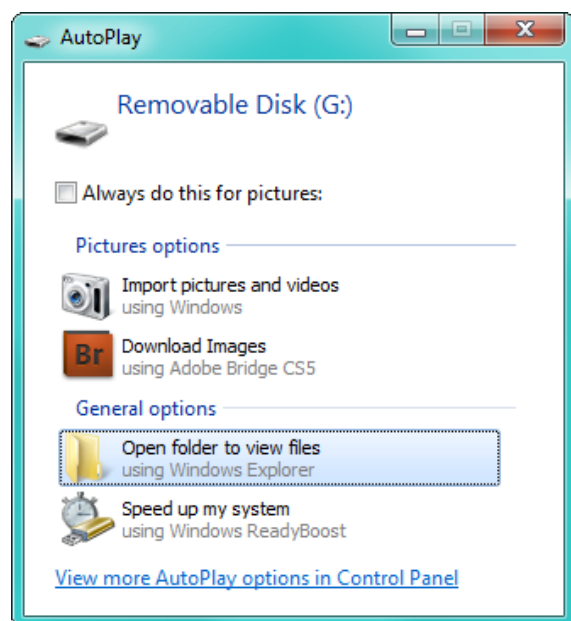 AutoPlay
Removable Disk (G:)
Always do this for pictures:
Pictures options
Import pictures and videos
using Windows
Br
Download Images
using Adobe Bridge CS5
General options
Open folder to view files
using Windows Explorer
Speed up my system
using Windows ReadyBoost
View more AutoPlay options in Control Panel